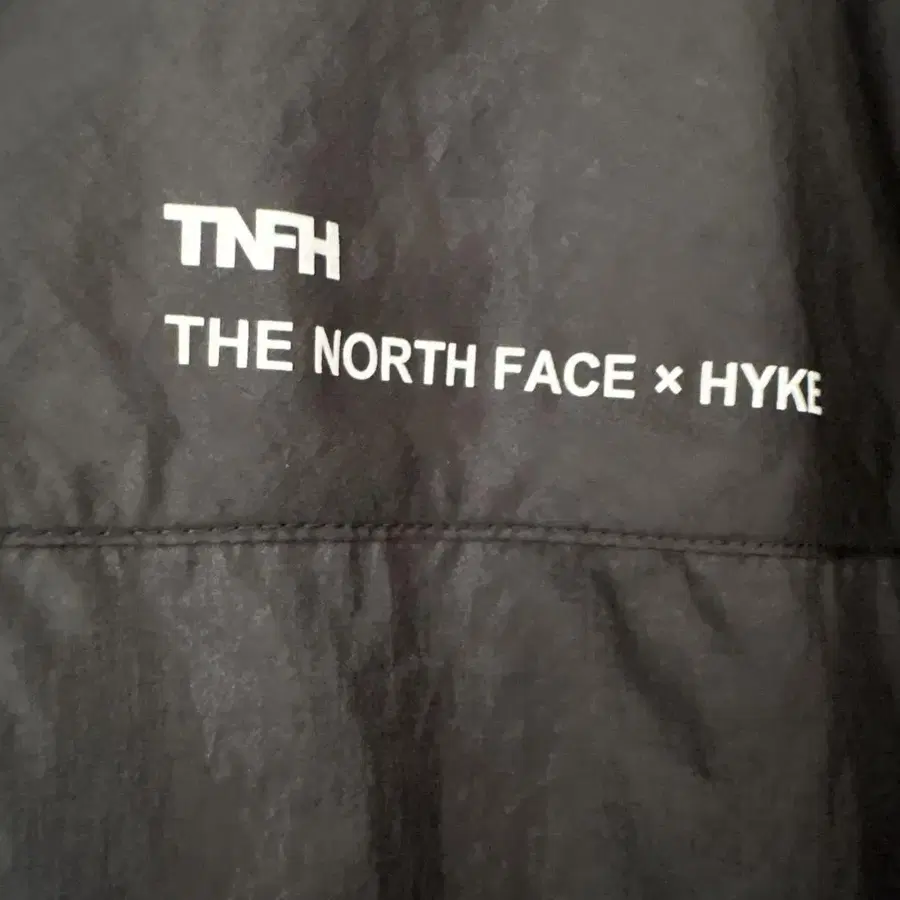 TNFH
THE NORTH FACE × HYKE